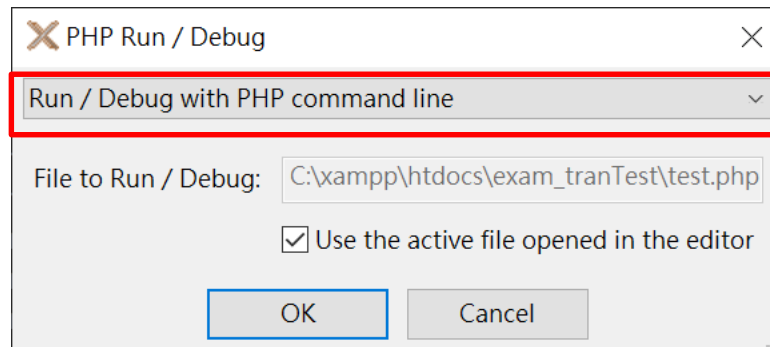 PHP Run / Debug
Run / Debug with PHP command line
File to Run / Debug: C:\xampp\htdocs\exam_tranTest\test.php
Use the active file opened in the editor
OK Cancel